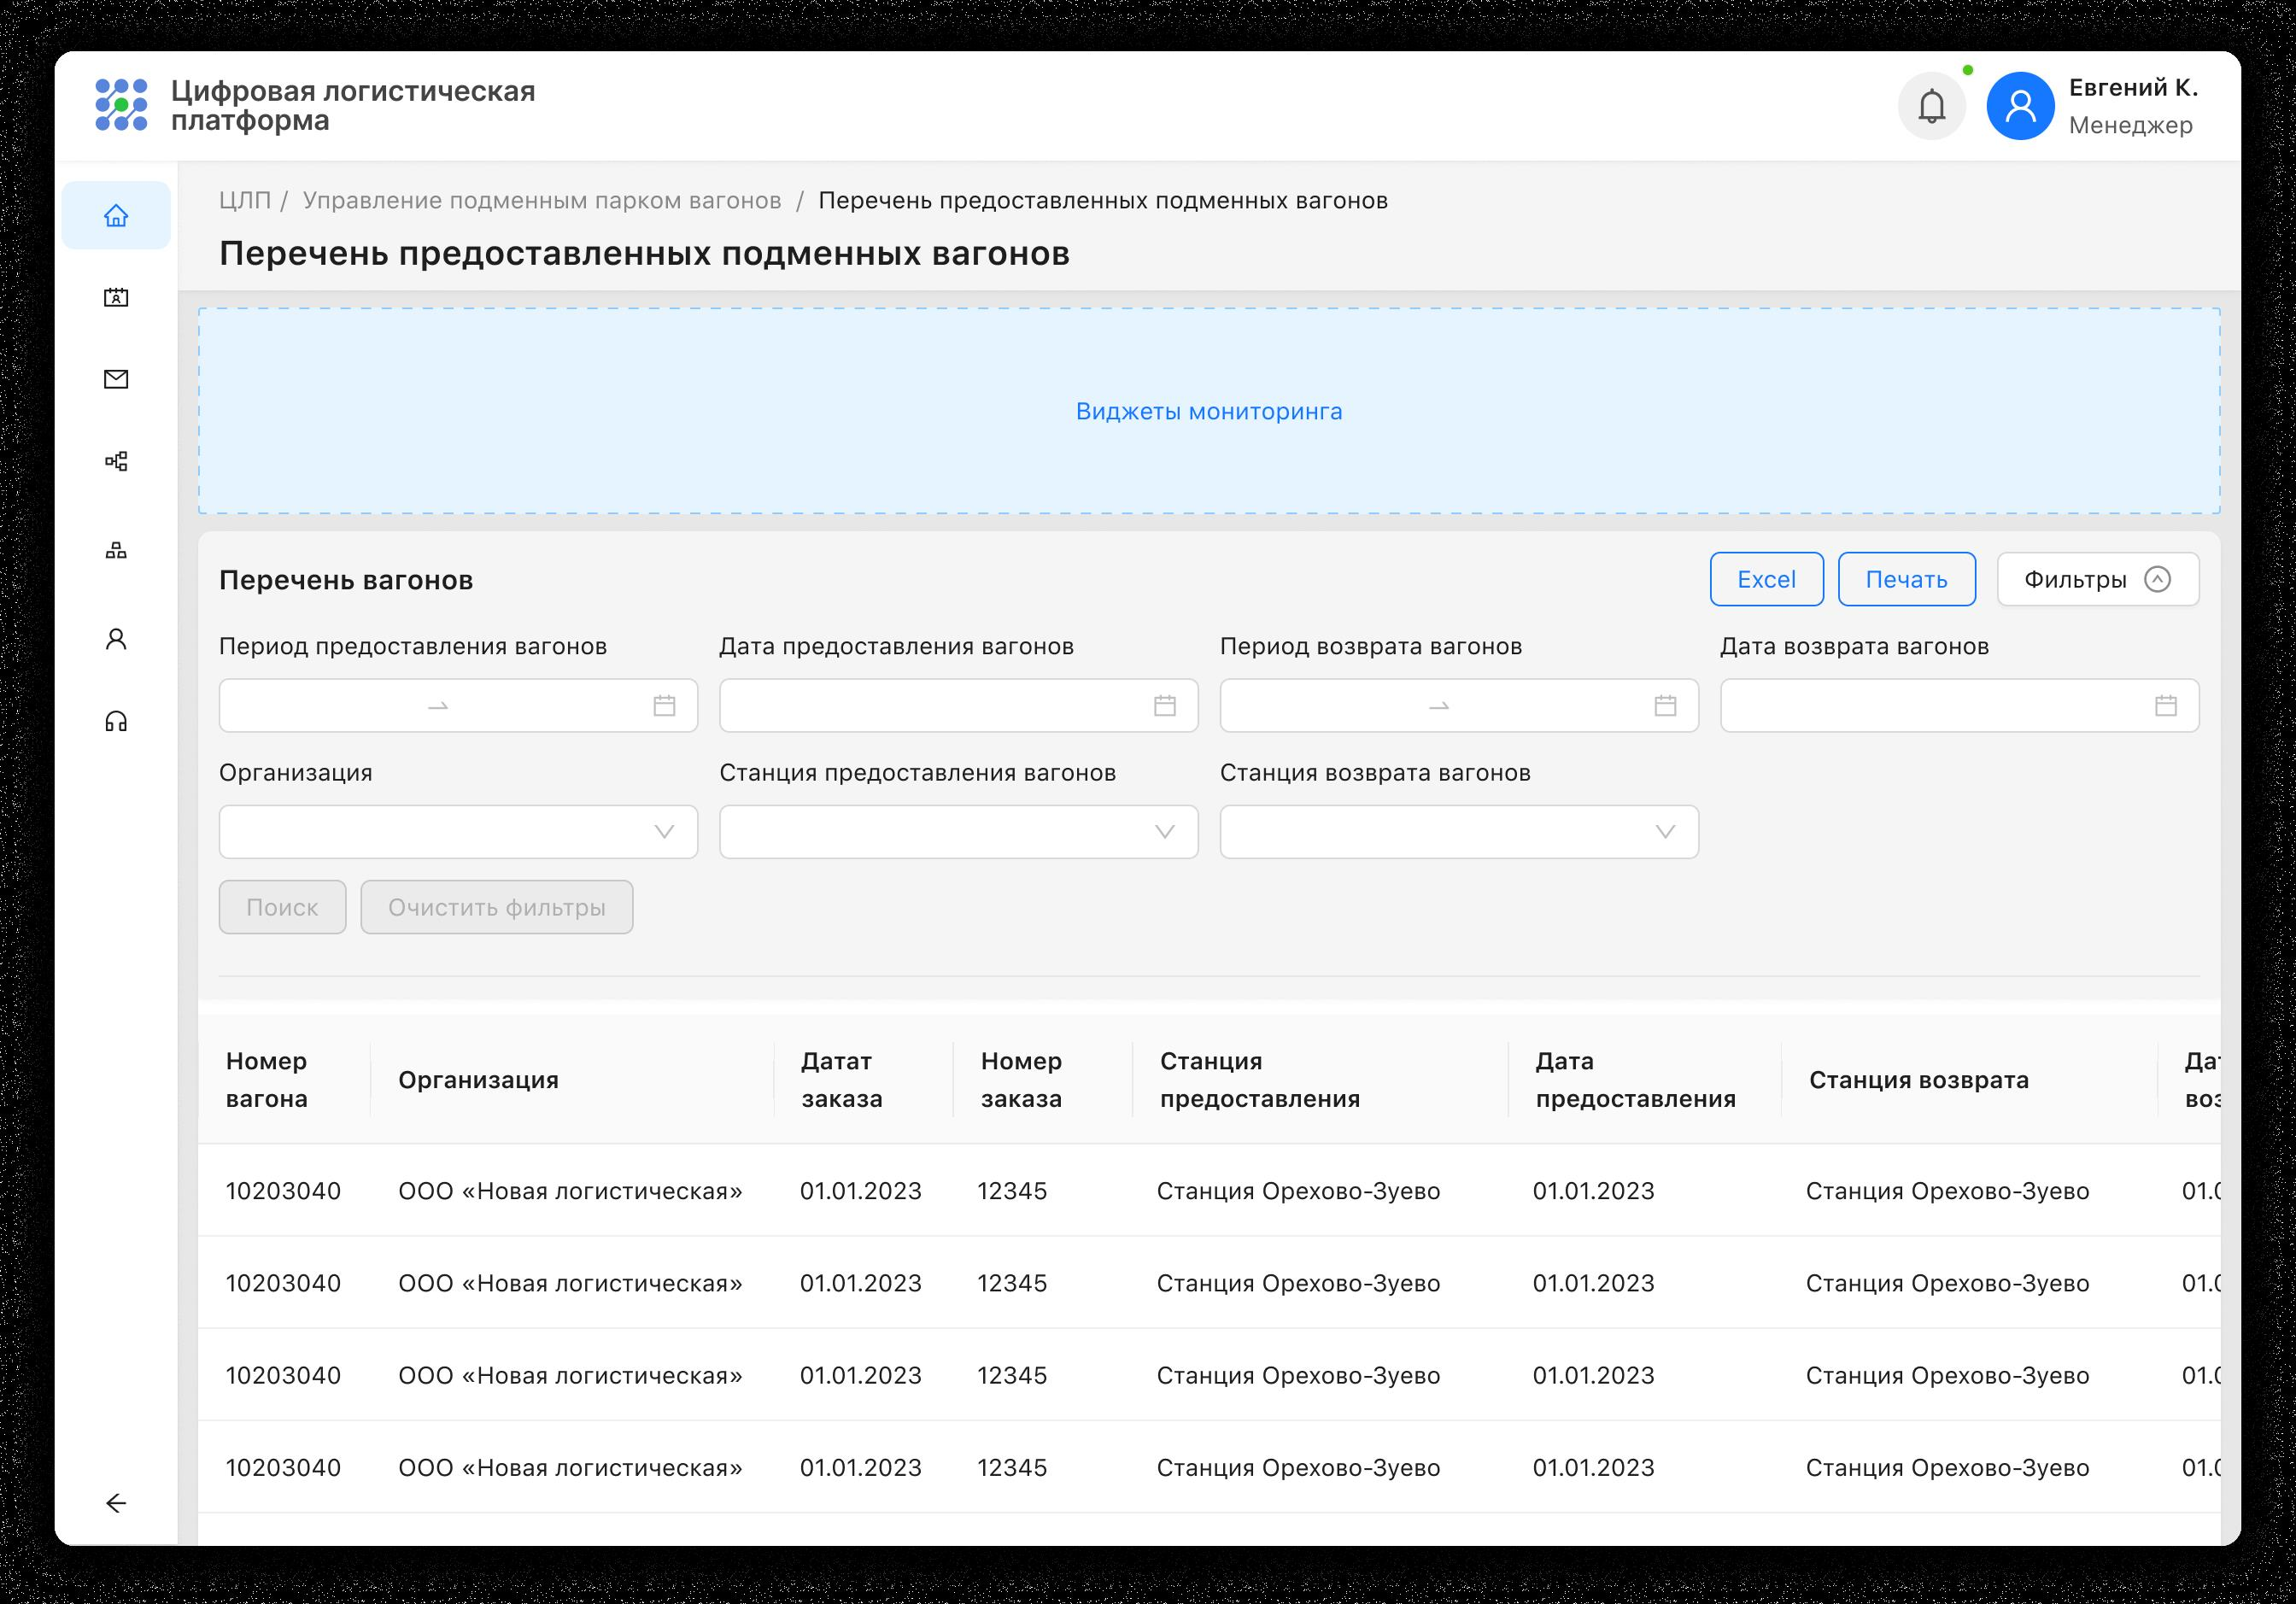 Цифровая логистическая
платформа
Евгений К.
Менеджер
ЦЛП / Управление подменным парком вагонов / Перечень предоставленных подменных вагонов
Перечень предоставленных подменных вагонов
Виджеты мониторинга
Перечень вагонов
Excel Печать Фильтры
Период предоставления вагонов Дата предоставления вагонов Период возврата вагонов Дата возврата вагонов
Организация Станция предоставления вагонов Станция возврата вагонов
Поиск Очистить фильтры
Номер вагона Организация Датат заказа Номер заказа Станция предоставления Дата предоставления Станция возврата
10203040 ООО «Новая логистическая» 01.01.2023 12345 Станция Орехово-Зуево 01.01.2023 Станция Орехово-Зуево
10203040 ООО «Новая логистическая» 01.01.2023 12345 Станция Орехово-Зуево 01.01.2023 Станция Орехово-Зуево
10203040 ООО «Новая логистическая» 01.01.2023 12345 Станция Орехово-Зуево 01.01.2023 Станция Орехово-Зуево
10203040 ООО «Новая логистическая» 01.01.2023 12345 Станция Орехово-Зуево 01.01.2023 Станция Орехово-Зуево